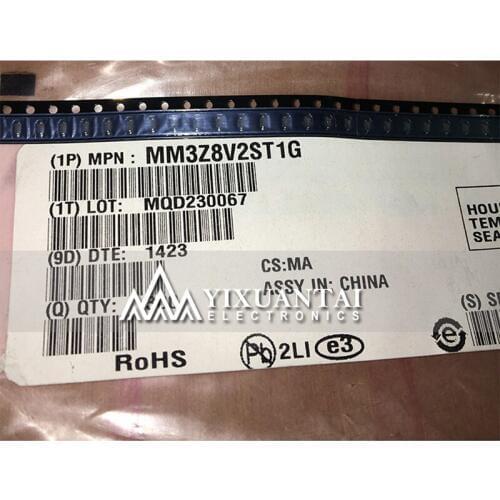 (1P) MPN : MM3Z8V2ST1G
(1T) LOT: MQD230067
(9D) DTE: 1423
(Q) QTY:
CS:MA
ASSY IN: CHINA
YIXUANTAI
ELECTRONICS
RoHS
Pb 2LI e3
HOU
TEM
SEA
(S) SE
e